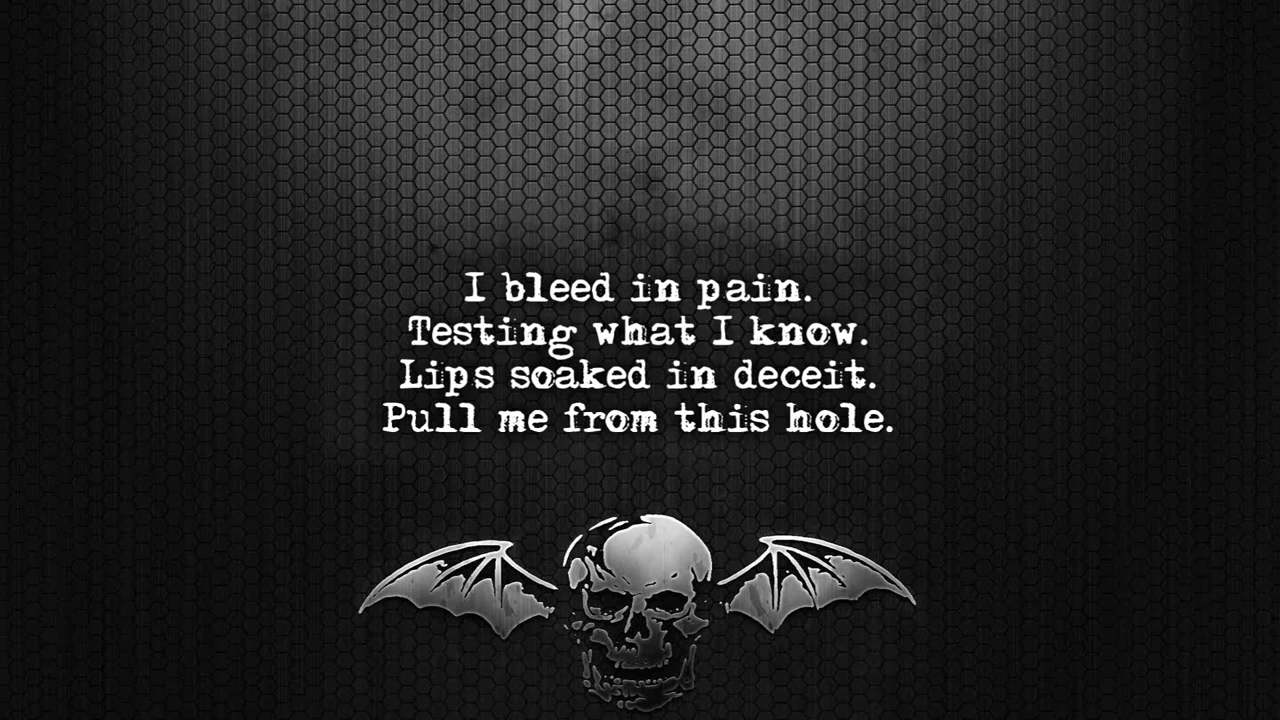 I bleed in pain.
Testing what I know.
Lips soaked in deceit.
Pull me from this hole.